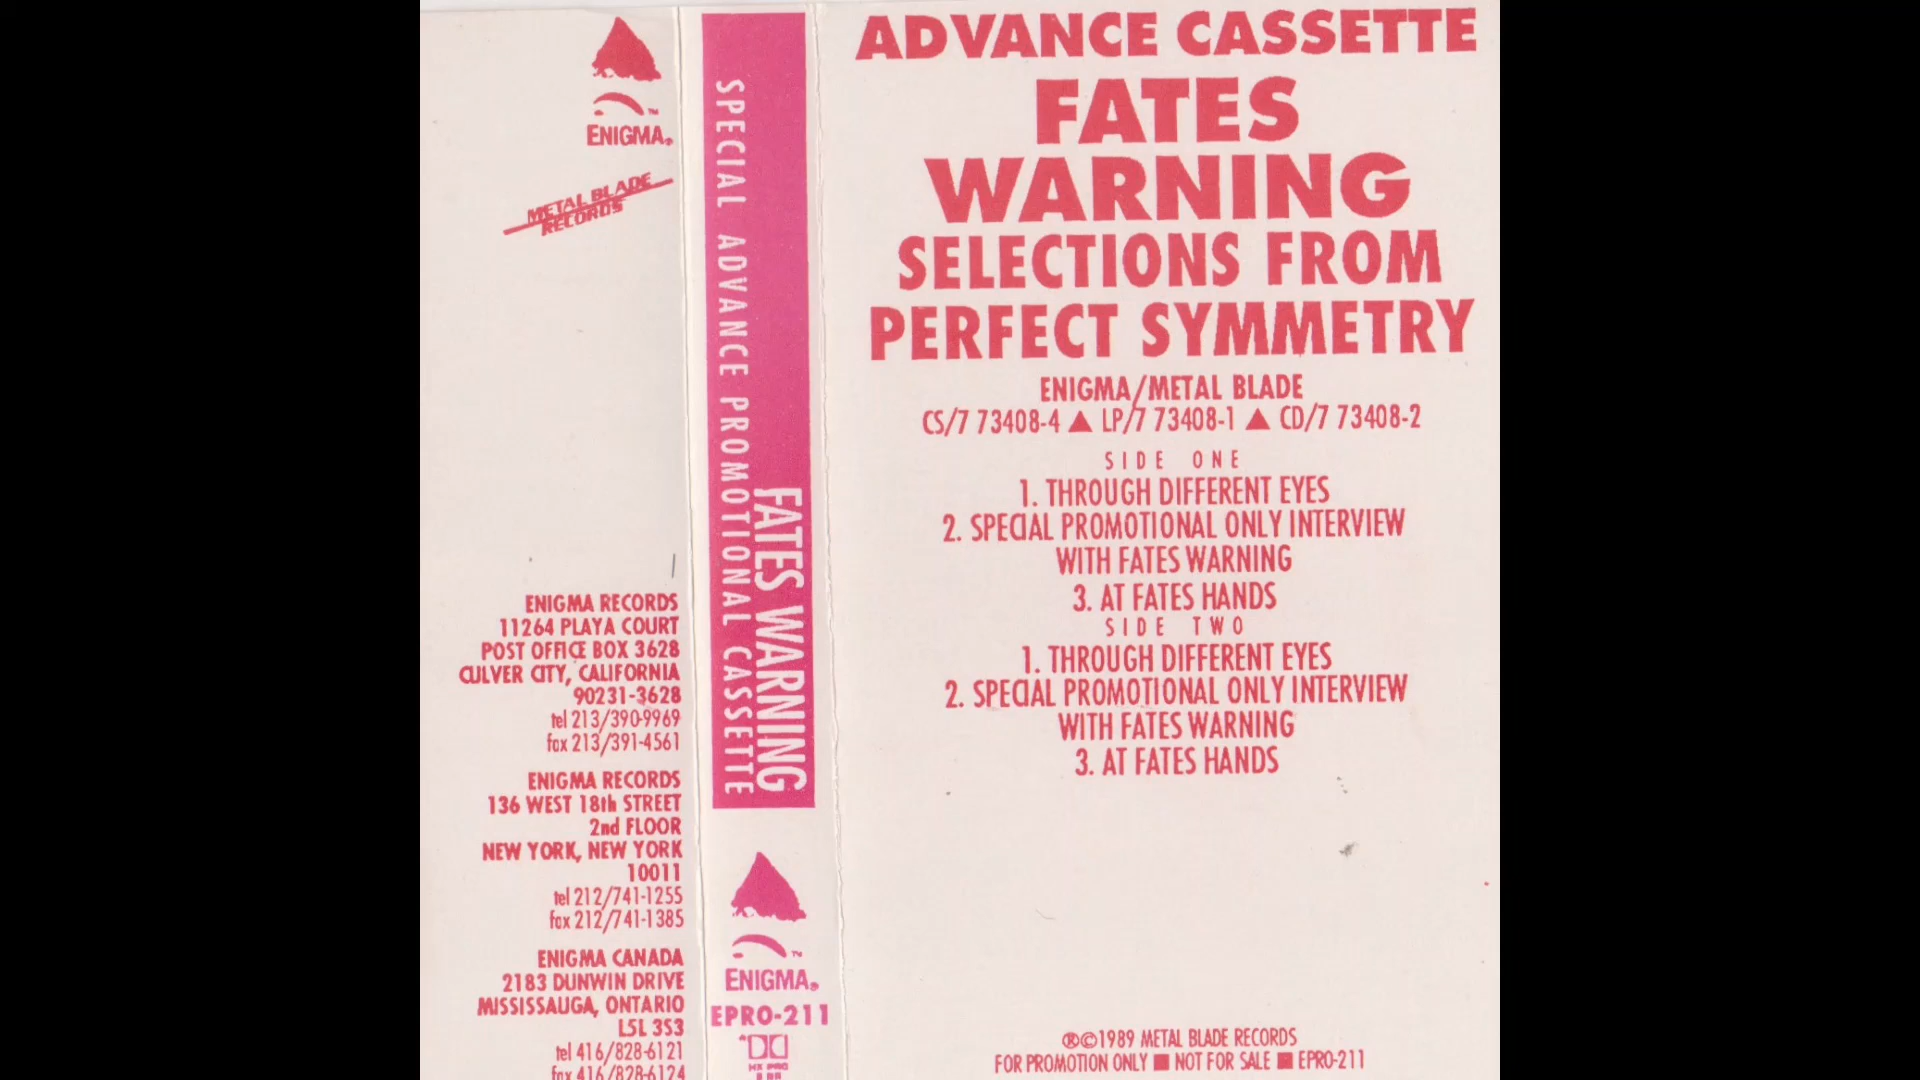 ENIGMA
METAL BLADE
RECORDS
ENIGMA RECORDS
11264 PLAYA COURT
POST OFFICE BOX 3628
CULVER CITY, CALIFORNIA
90231-3628
tel 213/390-9969
fax 213/391-4561
ENIGMA RECORDS
136 WEST 18th STREET
2nd FLOOR
NEW YORK, NEW YORK
10011
tel 212/741-1255
fax 212/741-1385
ENIGMA CANADA
2183 DUNWIN DRIVE
MISSISSAUGA, ONTARIO
L5L 3S3
tel 416/828-6121
fax 416/828-6124
FATES WARNING
SPECIAL ADVANCE PROMOTIONAL CASSETTE
ENIGMA
EPRO-211
HX PRO
ADVANCE CASSETTE
FATES
WARNING
SELECTIONS FROM
PERFECT SYMMETRY
ENIGMA/METAL BLADE
CS/7 73408-4 ▲ LP/7 73408-1 ▲ CD/7 73408-2
SIDE ONE
1. THROUGH DIFFERENT EYES
2. SPECIAL PROMOTIONAL ONLY INTERVIEW
WITH FATES WARNING
3. AT FATES HANDS
SIDE TWO
1. THROUGH DIFFERENT EYES
2. SPECIAL PROMOTIONAL ONLY INTERVIEW
WITH FATES WARNING
3. AT FATES HANDS
®©1989 METAL BLADE RECORDS
FOR PROMOTION ONLY ■ NOT FOR SALE ■ EPRO-211